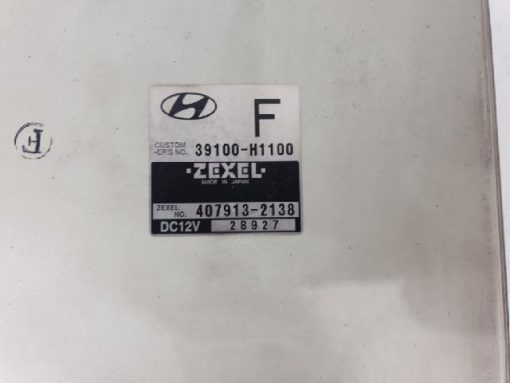 F
CUSTOM
-ER'S NO. 39100-H1100
·ZEXEL·
MADE IN JAPAN
ZEXEL
NO. 407913-2138
DC12V 28927
F